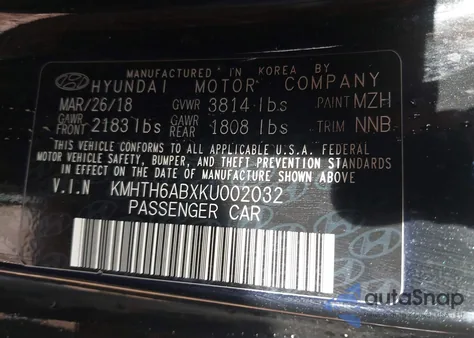 MANUFACTURED IN KOREA BY
HYUNDAI MOTOR COMPANY
MAR/26/18 GVWR 3814 lbs PAINT MZH
GAWR FRONT 2183 lbs GAWR REAR 1808 lbs TRIM NNB
THIS VEHICLE CONFORMS TO ALL APPLICABLE U.S.A. FEDERAL
MOTOR VEHICLE SAFETY, BUMPER, AND THEFT PREVENTION STANDARDS
IN EFFECT ON THE DATE OF MANUFACTURE SHOWN ABOVE.
V.I.N KMHTH6ABXKU002032
PASSENGER CAR
autaSnap